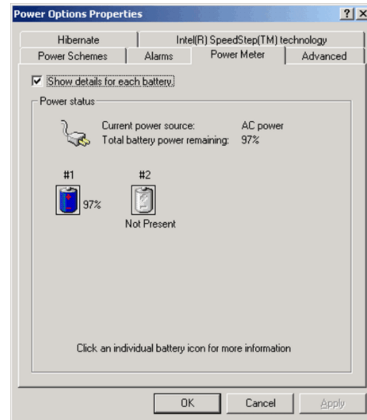 Power Options Properties
Hibernate Intel(R) SpeedStep(TM) technology
Power Schemes Alarms Power Meter Advanced
Show details for each battery.
Power status
Current power source: AC power
Total battery power remaining: 97%
#1 #2
97%
Not Present
Click an individual battery icon for more information
OK Cancel Apply